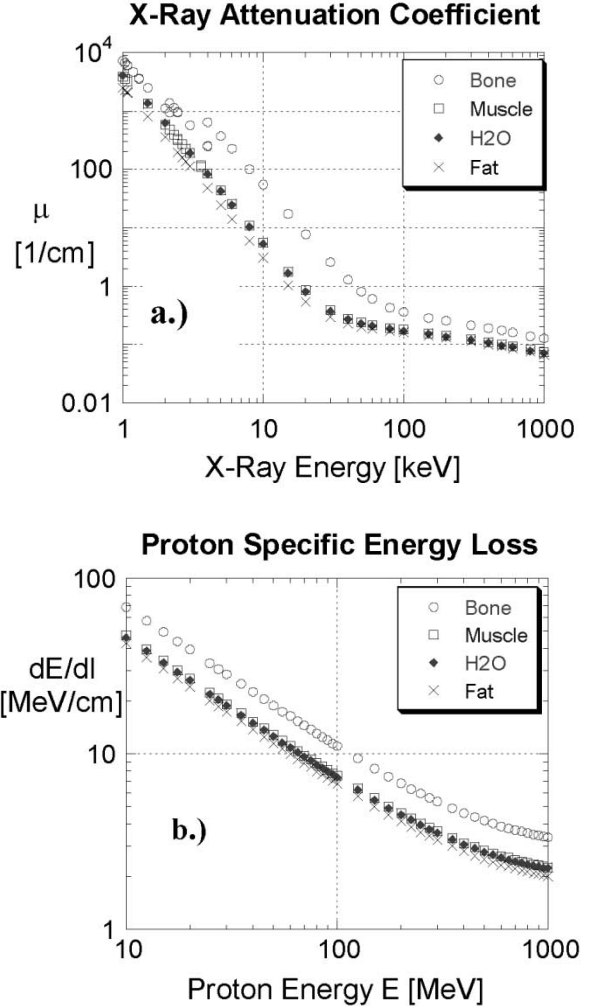 X-Ray Attenuation Coefficient
10^4
100
1
0.01
μ
[1/cm]
Bone
Muscle
H2O
Fat
a.)
1 10 100 1000
X-Ray Energy [keV]
Proton Specific Energy Loss
100
10
1
dE/dl
[MeV/cm]
Bone
Muscle
H2O
Fat
b.)
10 100 1000
Proton Energy E [MeV]